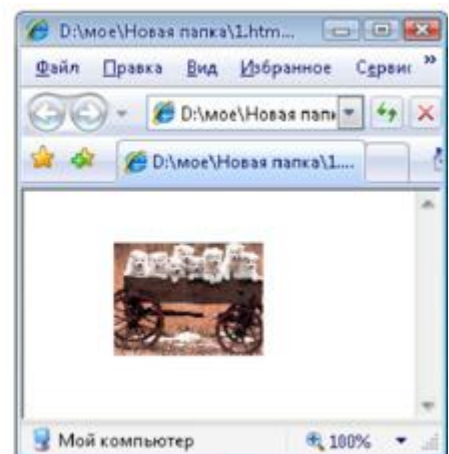 D:\мое\Новая папка\1.htm...
Файл Правка Вид Избранное Сервис »
D:\мое\Новая папк
D:\мое\Новая папка\1....
Мой компьютер 100%